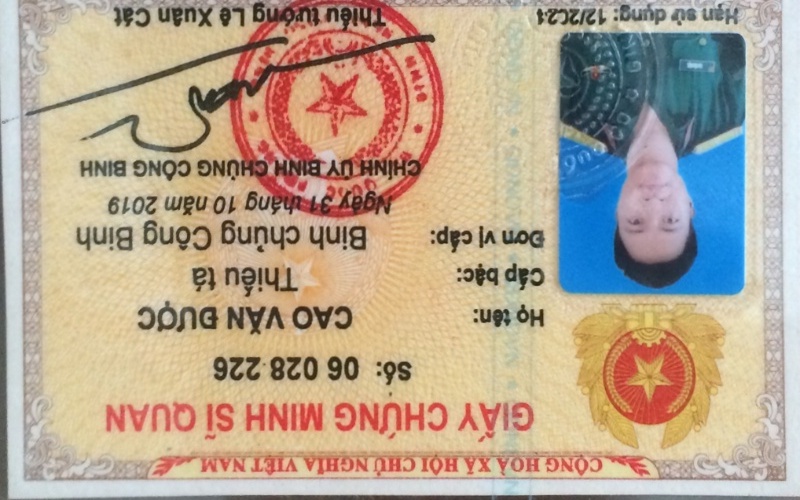 CỘNG HOÀ XÃ HỘI CHỦ NGHĨA VIỆT NAM
GIẤY CHỨNG MINH SĨ QUAN
Số: 06 028 226
Họ tên: CAO VĂN ĐƯỢC
Cấp bậc: Thiếu tá
Đơn vị cấp: Binh chủng Công Binh
Ngày 31 tháng 10 năm 2019
CHÍNH ỦY BINH CHỦNG CÔNG BINH
Thiếu tướng Lê Xuân Cát
Hạn sử dụng: 12/2024